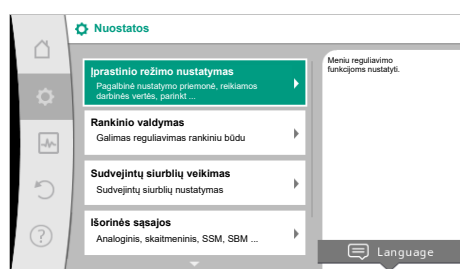 Nuostatos
Įprastinio režimo nustatymas
Pagalbinė nustatymo priemonė, reikiamos
darbinės vertės, parinkt ...
Rankinio valdymas
Galimas reguliavimas rankiniu būdu
Sudvejintų siurblių veikimas
Sudvejintų siurblių nustatymas
Išorinės sąsajos
Analoginis, skaitmeninis, SSM, SBM ...
Meniu reguliavimo
funkcijoms nustatyti.
Language